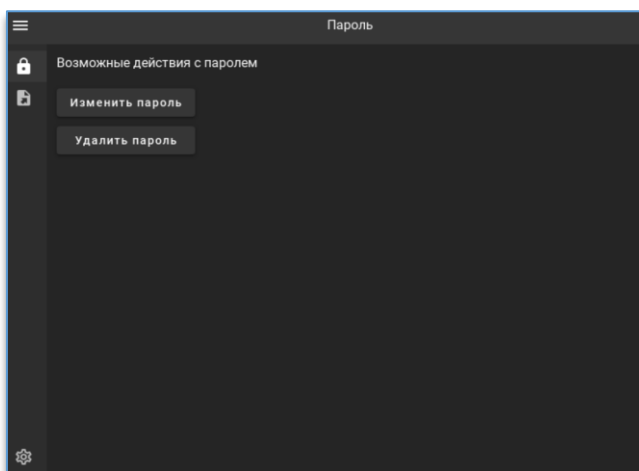 Пароль
Возможные действия с паролем
Изменить пароль
Удалить пароль